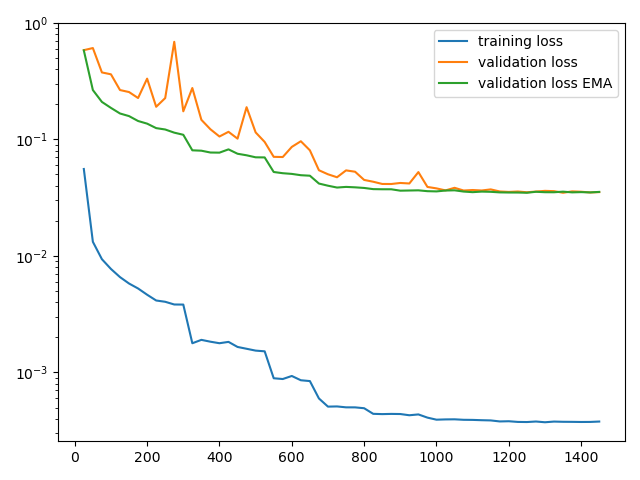 training loss
validation loss
validation loss EMA
10⁰
10⁻¹
10⁻²
10⁻³
0 200 400 600 800 1000 1200 1400